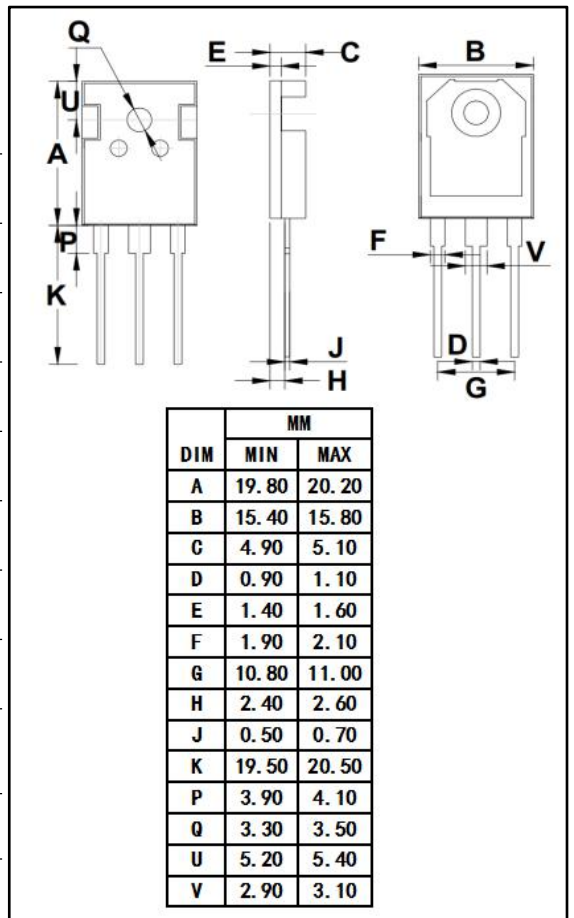 Q
E C
B
U
A
P
K
F V
J
D
H
G
MM
DIM MIN MAX
A 19.80 20.20
B 15.40 15.80
C 4.90 5.10
D 0.90 1.10
E 1.40 1.60
F 1.90 2.10
G 10.80 11.00
H 2.40 2.60
J 0.50 0.70
K 19.50 20.50
P 3.90 4.10
Q 3.30 3.50
U 5.20 5.40
V 2.90 3.10